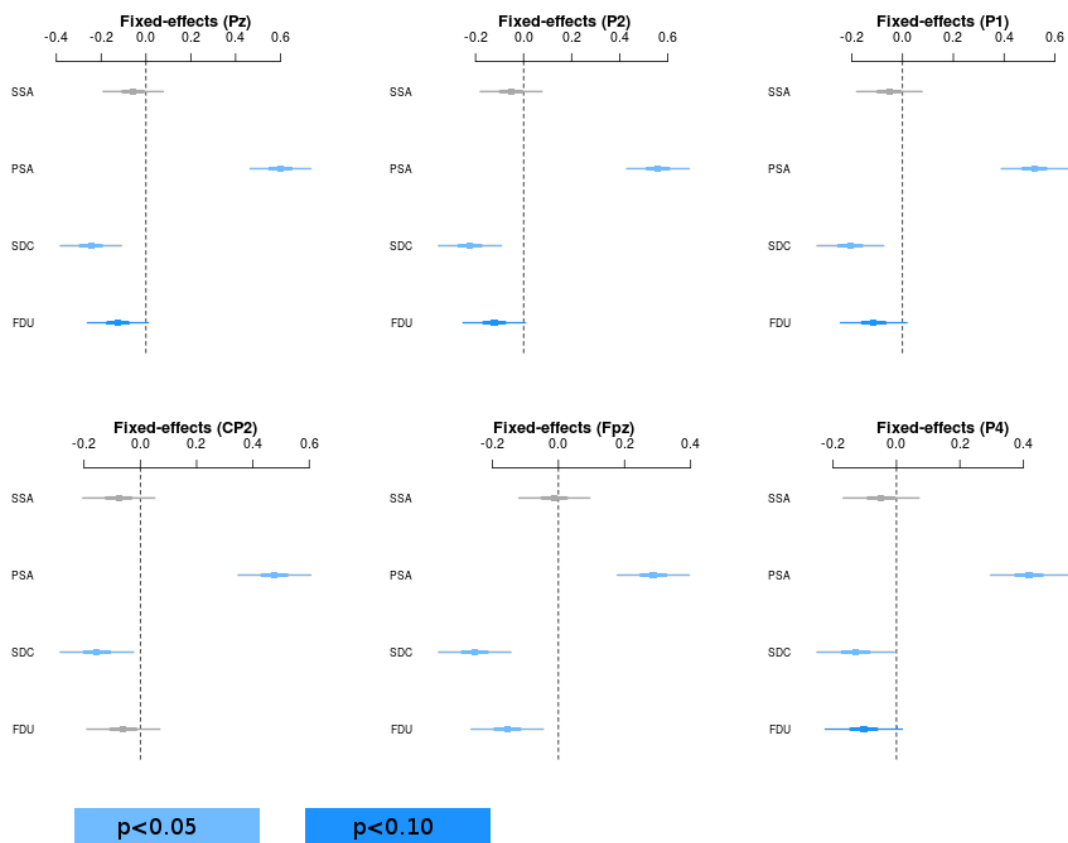 Fixed-effects (Pz)
-0.4 -0.2 0.0 0.2 0.4 0.6
SSA
PSA
SDC
FDU
Fixed-effects (P2)
-0.2 0.0 0.2 0.4 0.6
SSA
PSA
SDC
FDU
Fixed-effects (P1)
-0.2 0.0 0.2 0.4 0.6
SSA
PSA
SDC
FDU
Fixed-effects (CP2)
-0.2 0.0 0.2 0.4 0.6
SSA
PSA
SDC
FDU
Fixed-effects (Fpz)
-0.2 0.0 0.2 0.4
SSA
PSA
SDC
FDU
Fixed-effects (P4)
-0.2 0.0 0.2 0.4
SSA
PSA
SDC
FDU
p<0.05
p<0.10